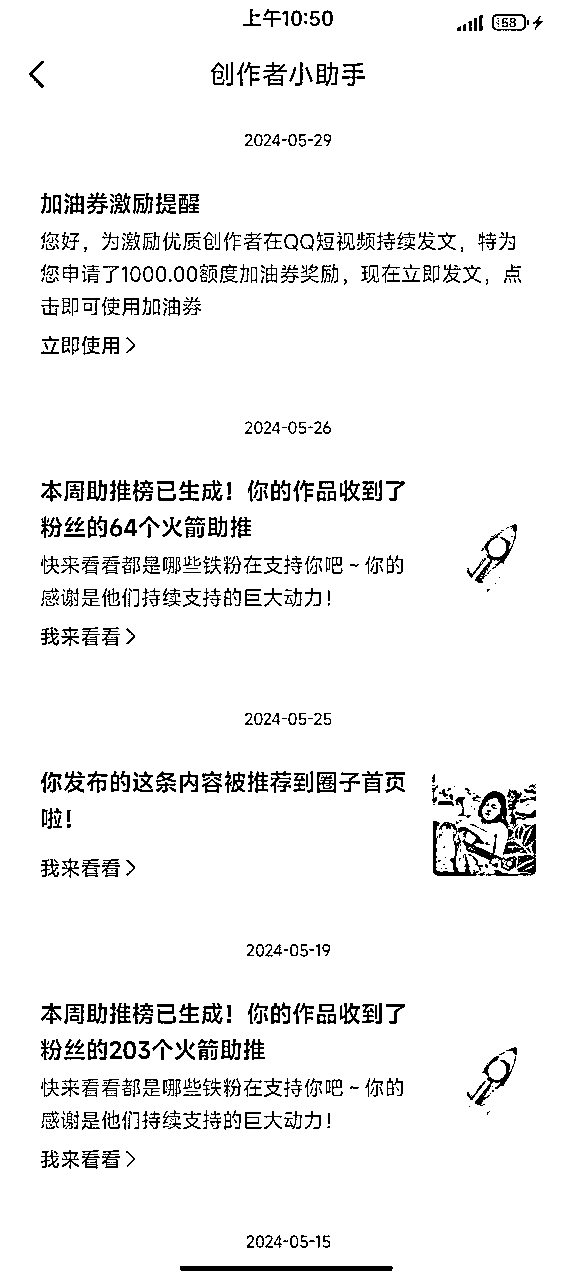 上午10:50
58
创作者小助手
2024-05-29
加油券激励提醒
您好，为激励优质创作者在QQ短视频持续发文，特为
您申请了1000.00额度加油券奖励，现在立即发文，点
击即可使用加油券
立即使用
2024-05-26
本周助推榜已生成！你的作品收到了
粉丝的64个火箭助推
快来看看都是哪些铁粉在支持你吧～你的
感谢是他们持续支持的巨大动力！
我来看看
2024-05-25
你发布的这条内容被推荐到圈子首页
啦！
我来看看
2024-05-19
本周助推榜已生成！你的作品收到了
粉丝的203个火箭助推
快来看看都是哪些铁粉在支持你吧～你的
感谢是他们持续支持的巨大动力！
我来看看
2024-05-15